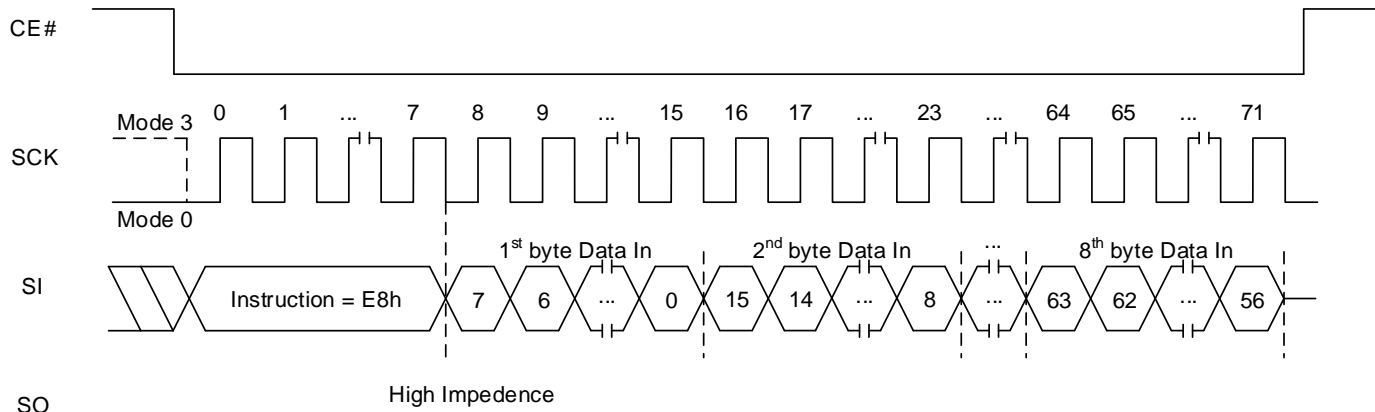 CE#
0 1 ... 7 8 9 ... 15 16 17 ... 23 ... 64 65 ... 71
Mode 3
SCK
Mode 0
1st byte Data In 2nd byte Data In ... 8th byte Data In
SI
Instruction = E8h 7 6 ... 0 15 14 ... 8 ... 63 62 ... 56
High Impedence
SO